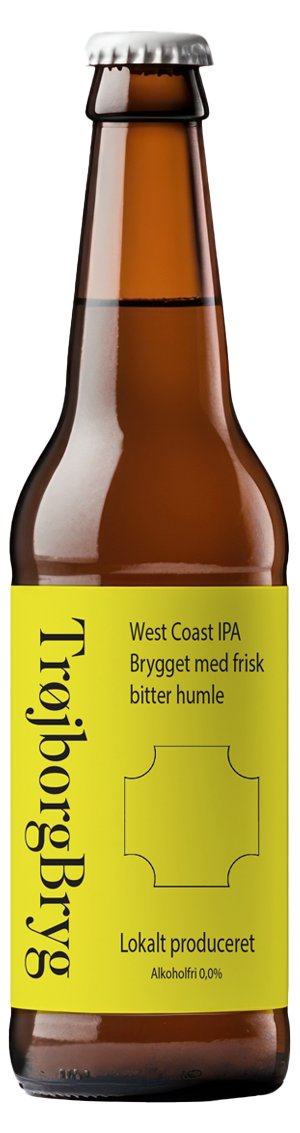 TrøjborgBryg
West Coast IPA
Brygget med frisk
bitter humle
Lokalt produceret
Alkoholfri 0,0%